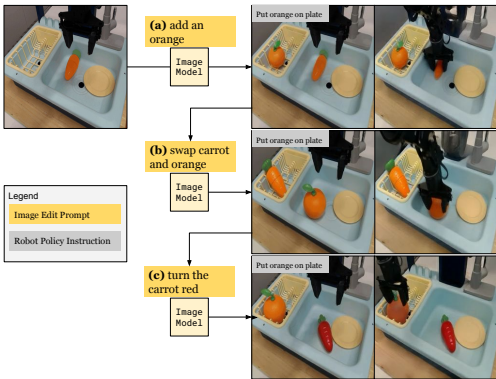 (a) add an
orange
Image
Model
Put orange on plate
(b) swap carrot
and orange
Image
Model
Put orange on plate
Legend
Image Edit Prompt
Robot Policy Instruction
(c) turn the
carrot red
Image
Model
Put orange on plate